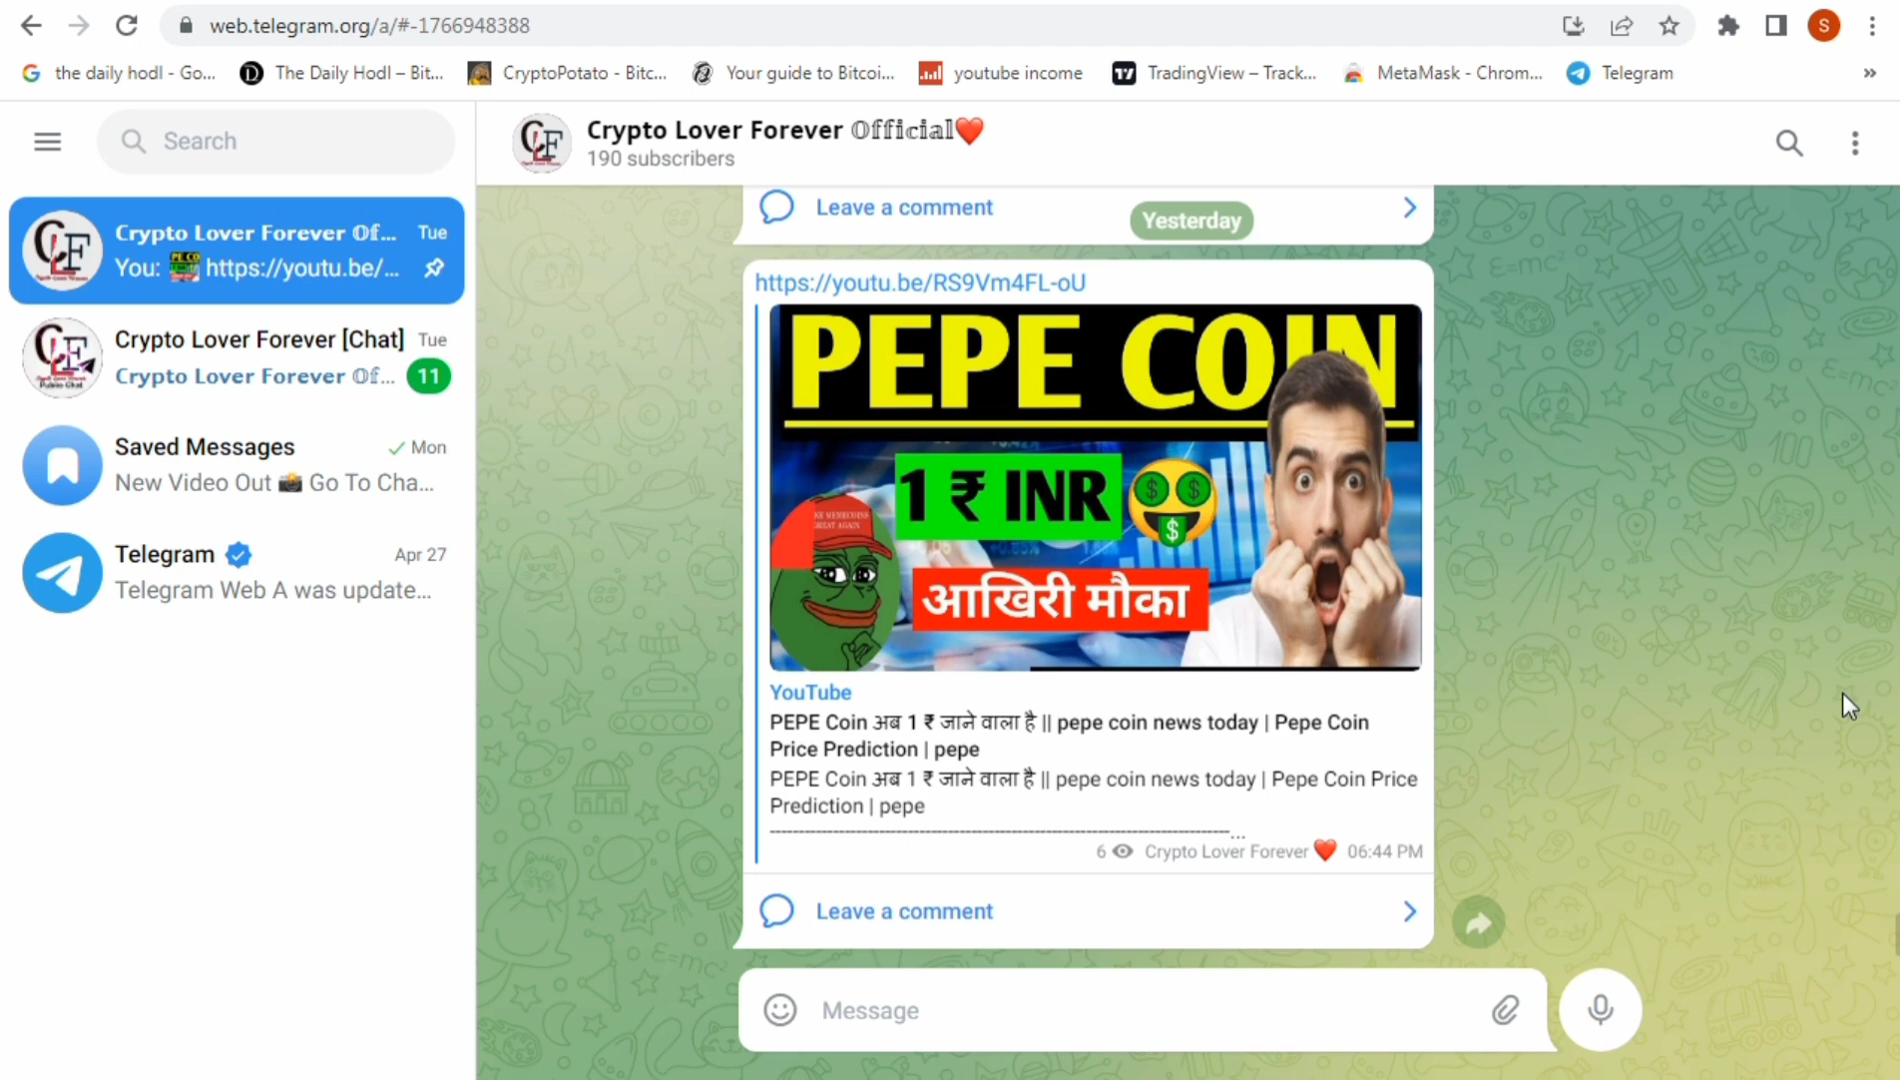 web.telegram.org/a/#-1766948388
S
the daily hodl - Go...
The Daily Hodl – Bit...
CryptoPotato - Bitc...
Your guide to Bitcoi...
youtube income
TradingView – Track...
MetaMask - Chrom...
Telegram
Search
Crypto Lover Forever 𝕆𝕗𝕗𝕚𝕔𝕚𝕒𝕝❤️
190 subscribers
Crypto Lover Forever 𝕆𝕗... Tue
You: https://youtu.be/...
Crypto Lover Forever [Chat] Tue
Crypto Lover Forever 𝕆𝕗... 11
Saved Messages Mon
New Video Out 📸 Go To Cha...
Telegram Apr 27
Telegram Web A was update...
Leave a comment
Yesterday
https://youtu.be/RS9Vm4FL-oU
PEPE COIN
1 ₹ INR
आखिरी मौका
GREAT AGAIN
YouTube
PEPE Coin अब 1 ₹ जाने वाला है || pepe coin news today | Pepe Coin
Price Prediction | pepe
PEPE Coin अब 1 ₹ जाने वाला है || pepe coin news today | Pepe Coin Price
Prediction | pepe
---------------------------------------------------------------------------...
6 Crypto Lover Forever ❤️ 06:44 PM
Leave a comment
Message